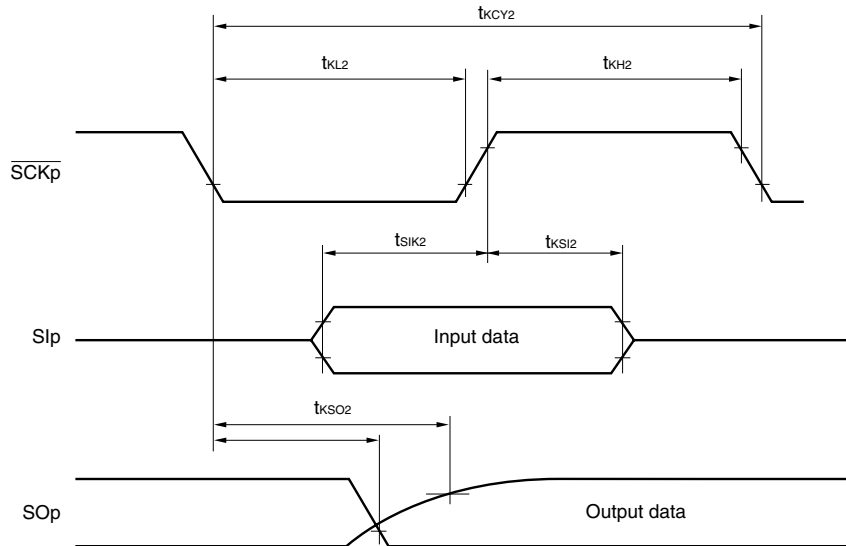 tKCY2
tKL2
tKH2
SCKp
tSIK2
tKSI2
SIp
Input data
tKSO2
SOp
Output data